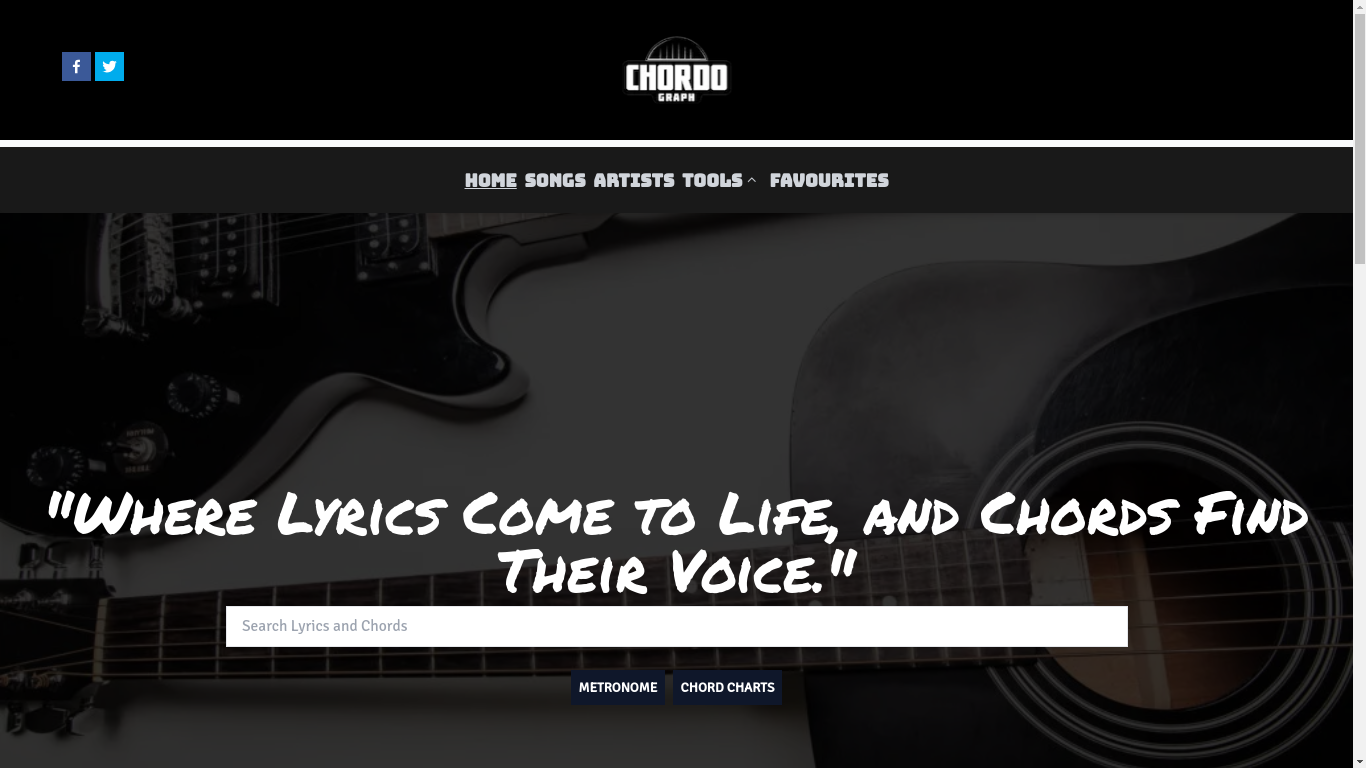 CHORDO
GRAPH
HOME SONGS ARTISTS TOOLS FAVOURITES
"Where Lyrics Come to Life, and Chords Find
Their Voice."
Search Lyrics and Chords
METRONOME CHORD CHARTS